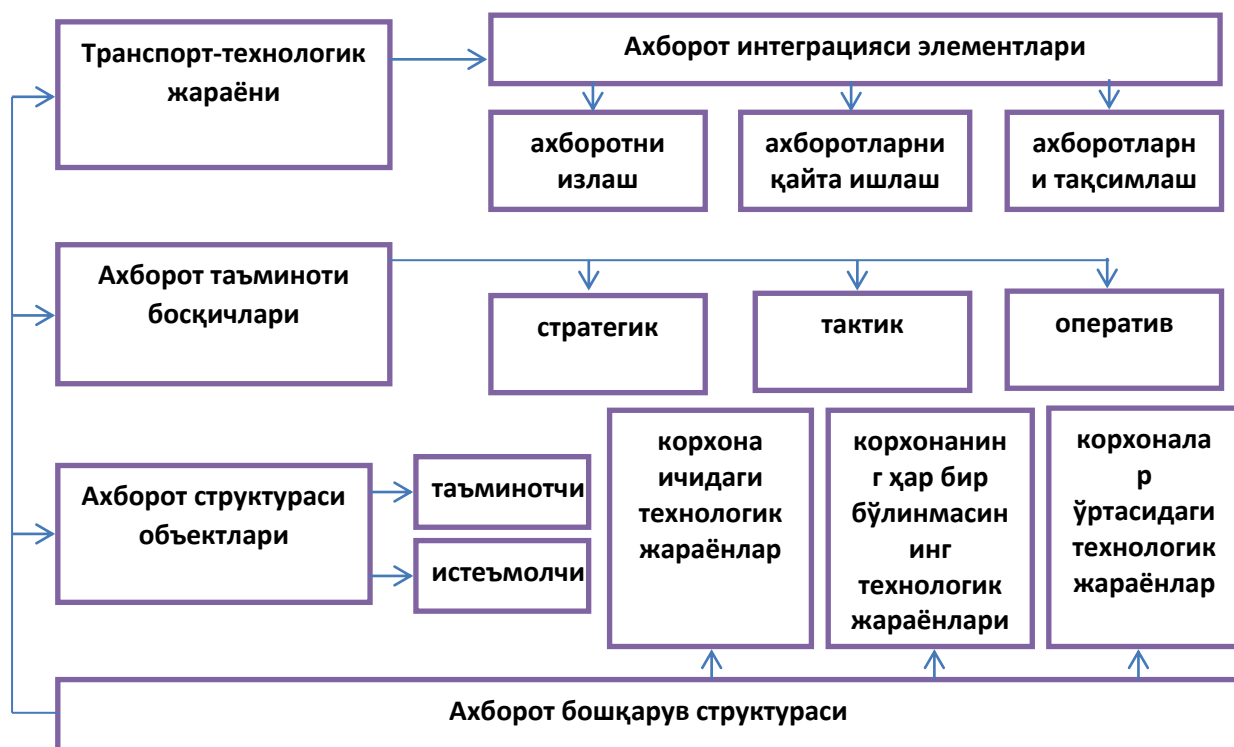 Транспорт-технологик
жараёни
Ахборот интеграцияси элементлари
ахборотни
излаш
ахборотларни
қайта ишлаш
ахборотларн
и тақсимлаш
Ахборот таъминоти
босқичлари
стратегик
тактик
оператив
Ахборот структураси
объектлари
таъминотчи
истеъмолчи
корхона
ичидаги
технологик
жараёнлар
корхонанин
г ҳар бир
бўлинмасин
инг
технологик
жараёнлари
корхонала
р
ўртасидаги
технологик
жараёнлар
Ахборот бошқарув структураси